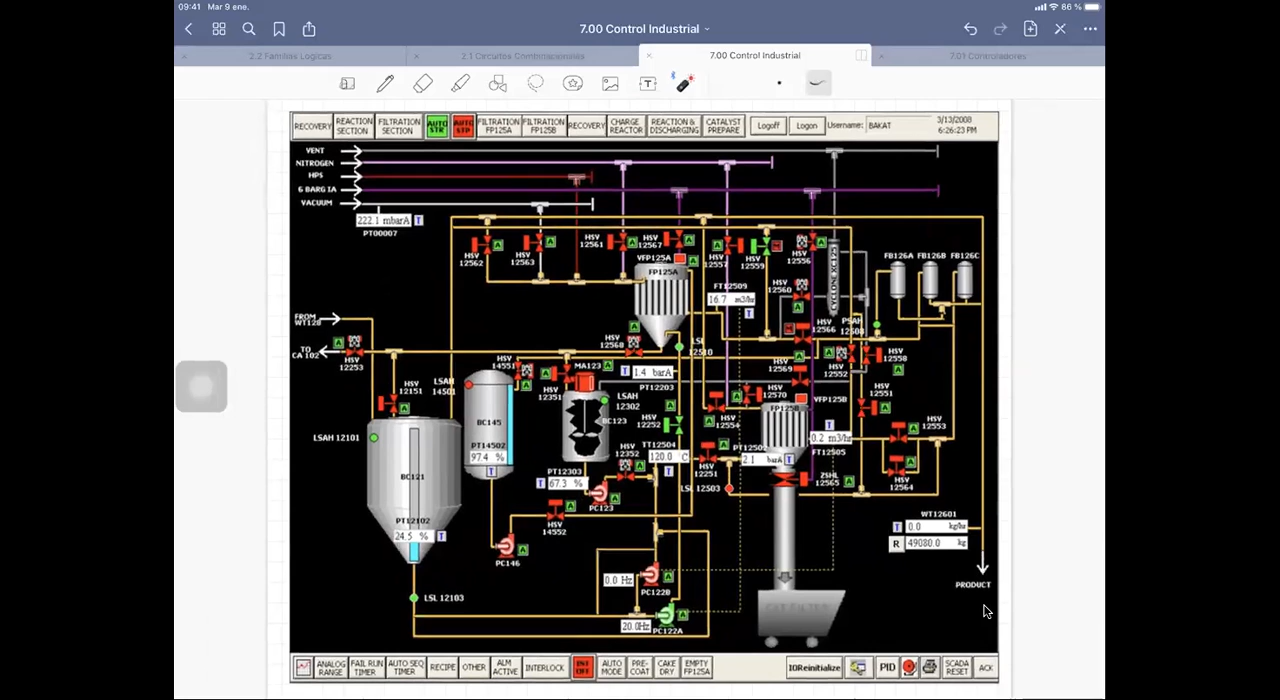 09:41 Mar 9 ene.
86 %
7.00 Control Industrial
2.2 Familias Logicas
2.1 Circuitos Combinacionales
7.00 Control Industrial
7.01 Controladores
RECOVERY
REACTION SECTION
FILTRATION SECTION
AUTO STR
AUTO STP
FILTRATION FP125A
FILTRATION FP125B
RECOVERY
CHARGE REACTOR
REACTION & DISCHARGING
CATALYST PREPARE
Logoff
Logon
Username: BAKAT
3/13/2008
6:26:23 PM
VENT
NITROGEN
HPS
6 BARG IA
VACUUM
222.1 mbarA T
PT00007
HSV 12562
HSV 12563
HSV 12561
HSV 12567
VFP125A
FP125A
HSV 12557
HSV 12559
HSV 12556
CYCLONE XC125
FB126A
FB126B
FB126C
FT12509
16.7 m3/hr
T
HSV 12560
HSV 12566
FROM WT128
TO CA 102
HSV 12253
HSV 12568
LSL 12510
HSV 12569
HSV 12552
HSV 12558
HSV 12151
LSAH 14501
HSV 14551
HSV 12351
MA123
T 1.4 barA
PT12203
HSV 12570
VFP125B
FP125B
HSV 12551
LSAH 12302
BC123
HSV 12252
HSV 12554
HSV 12553
LSAH 12101
BC145
PT14502
97.4 %
T
HSV 12352
TT12504
120.0 C
T
HSV 12251
PT12502
2.1 barA T
0.2 m3/hr
FT12505
HSV 12564
BC121
PT12303
T 67.3 %
PC123
LSL 12503
ZSHL 12565
PT12102
24.5 % T
HSV 14552
PC146
WT12601
T 0.0 kg/hr
R 49080.0 kg
0.0 Hz
PC122B
PRODUCT
LSL 12103
20.0Hz
PC122A
ANALOG RANGE
FAIL RUN TIMER
AUTO SEQ TIMER
RECIPE
OTHER
ALM ACTIVE
INTERLOCK
INT OFF
AUTO MODE
PRE-COAT
CAKE DRY
EMPTY FP125A
IOReinitialize
PID
SCADA RESET
ACK